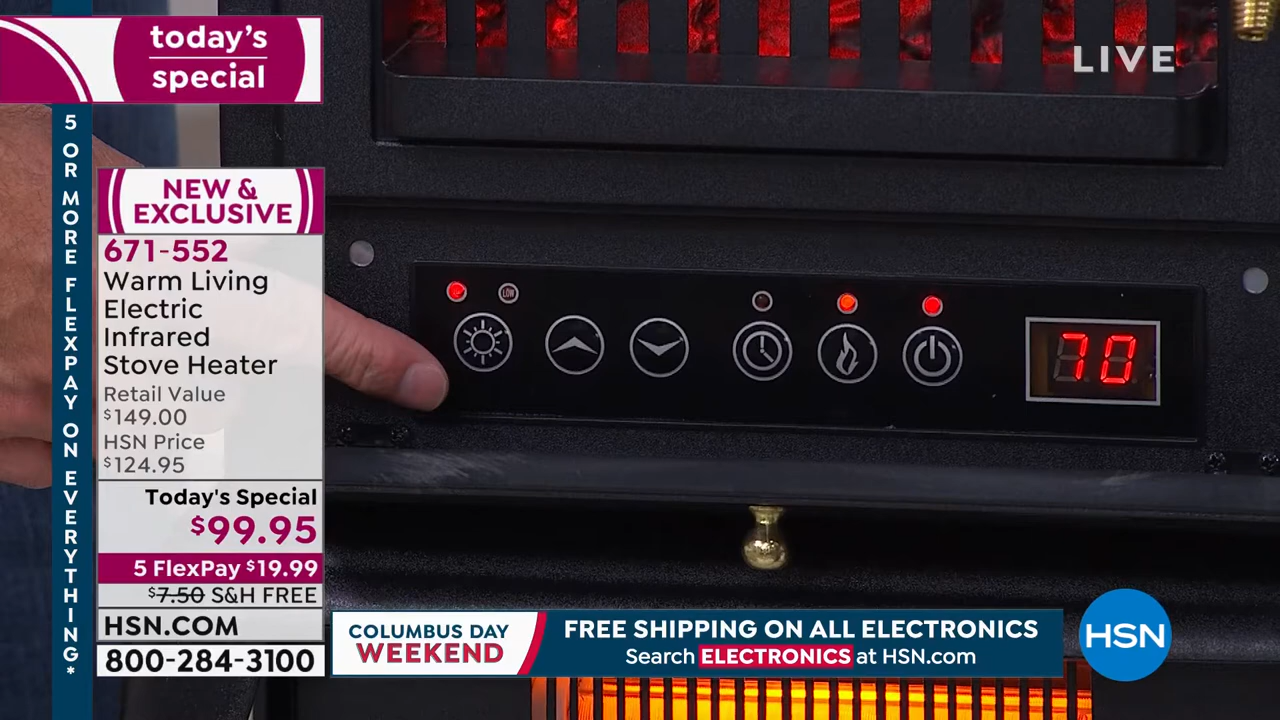 today's
special
LIVE
5 OR MORE FLEXPAY ON EVERYTHING*
NEW &
EXCLUSIVE
671-552
Warm Living
Electric
Infrared
Stove Heater
Retail Value
$149.00
HSN Price
$124.95
Today's Special
$99.95
5 FlexPay $19.99
$7.50 S&H FREE
HSN.COM
800-284-3100
LOW
70
COLUMBUS DAY
WEEKEND
FREE SHIPPING ON ALL ELECTRONICS
Search ELECTRONICS at HSN.com
HSN